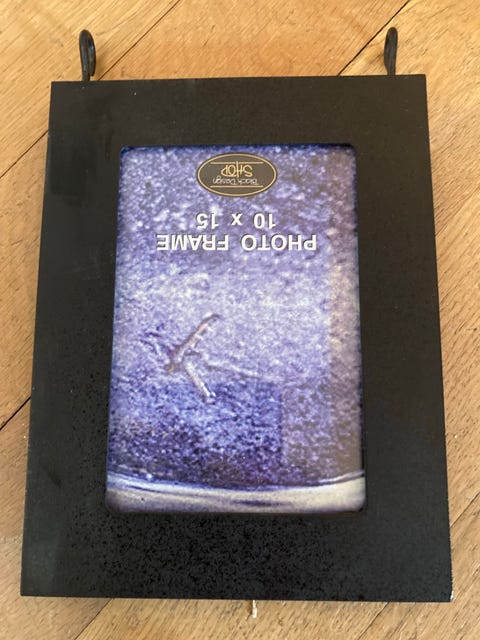 PHOTO FRAME
10 x 15
black Design
SHOP